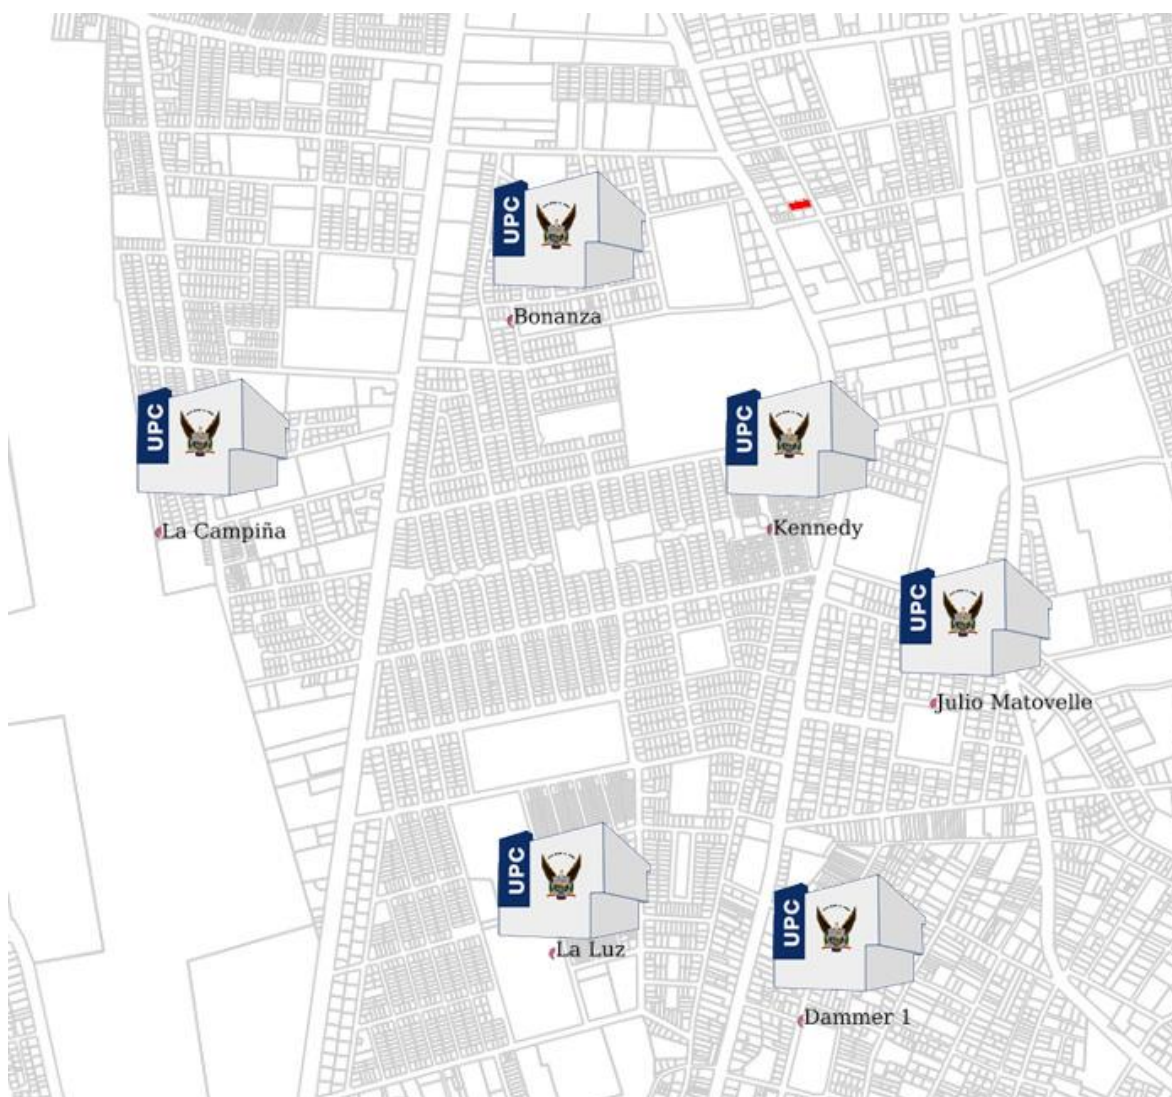 UPC
Bonanza
UPC
La Campiña
UPC
Kennedy
UPC
Julio Matovelle
UPC
La Luz
UPC
Dammer 1